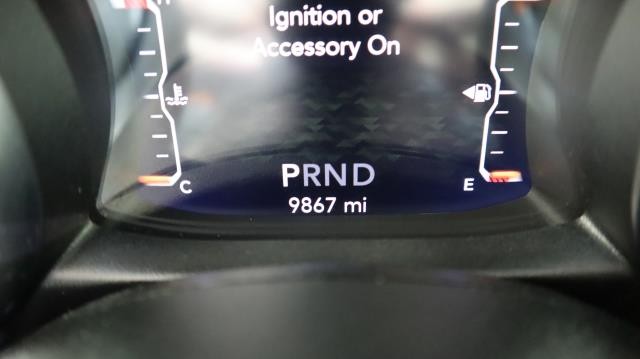 H
Ignition or
Accessory On
C
PRND
E
9867 mi